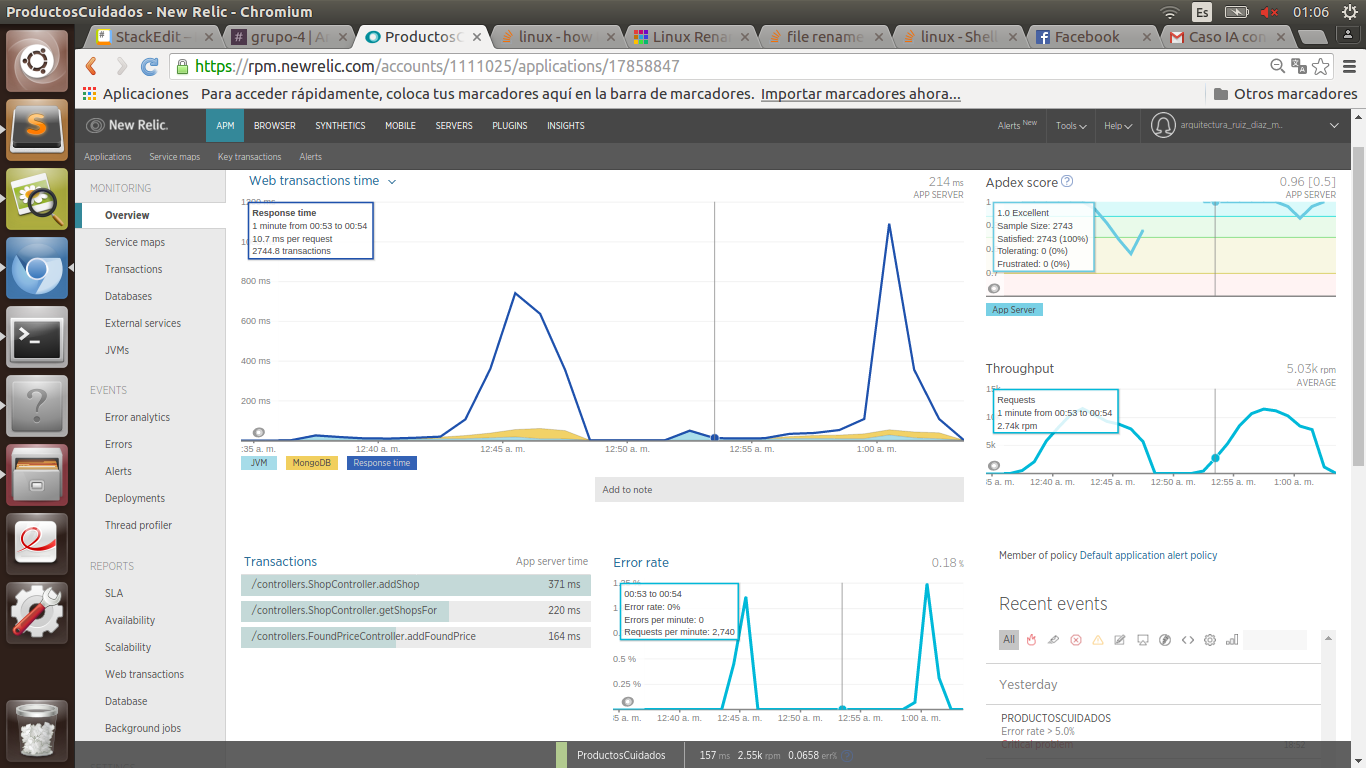 ProductosCuidados - New Relic - Chromium
Es
01:06
StackEdit –
grupo-4 | A
ProductosC
linux - how
Linux Rena
file rename
linux - Shell
Facebook
Caso IA con
https://rpm.newrelic.com/accounts/1111025/applications/17858847
Aplicaciones
Para acceder rápidamente, coloca tus marcadores aquí en la barra de marcadores.
Importar marcadores ahora...
Otros marcadores
New Relic.
APM
BROWSER
SYNTHETICS
MOBILE
SERVERS
PLUGINS
INSIGHTS
Alerts New
Tools
Help
arquitectura_ruiz_diaz_m..
Applications
Service maps
Key transactions
Alerts
MONITORING
Overview
Service maps
Transactions
Databases
External services
JVMs
EVENTS
Error analytics
Errors
Alerts
Deployments
Thread profiler
REPORTS
SLA
Availability
Scalability
Web transactions
Database
Background jobs
Web transactions time
214 ms
APP SERVER
1200 ms
Response time
1 minute from 00:53 to 00:54
10.7 ms per request
2744.8 transactions
800 ms
600 ms
400 ms
200 ms
:35 a. m.
12:40 a. m.
12:45 a. m.
12:50 a. m.
12:55 a. m.
1:00 a. m.
JVM
MongoDB
Response time
Add to note
Apdex score
0.96 [0.5]
APP SERVER
1.0 Excellent
Sample Size: 2743
Satisfied: 2743 (100%)
Tolerating: 0 (0%)
Frustrated: 0 (0%)
App Server
Throughput
5.03k rpm
AVERAGE
15k
Requests
1 minute from 00:53 to 00:54
2.74k rpm
5k
:35 a. m.
12:40 a. m.
12:45 a. m.
12:50 a. m.
12:55 a. m.
1:00 a. m.
Transactions
App server time
/controllers.ShopController.addShop
371 ms
/controllers.ShopController.getShopsFor
220 ms
/controllers.FoundPriceController.addFoundPrice
164 ms
Error rate
0.18 %
1.25 %
00:53 to 00:54
Error rate: 0%
Errors per minute: 0
Requests per minute: 2,740
0.5 %
0.25 %
12:40 a. m.
12:45 a. m.
12:50 a. m.
12:55 a. m.
1:00 a. m.
Member of policy Default application alert policy
Recent events
All
Yesterday
PRODUCTOSCUIDADOS
Error rate > 5.0%
Critical problem
ProductosCuidados
157 ms
2.55k rpm
0.0658 err%